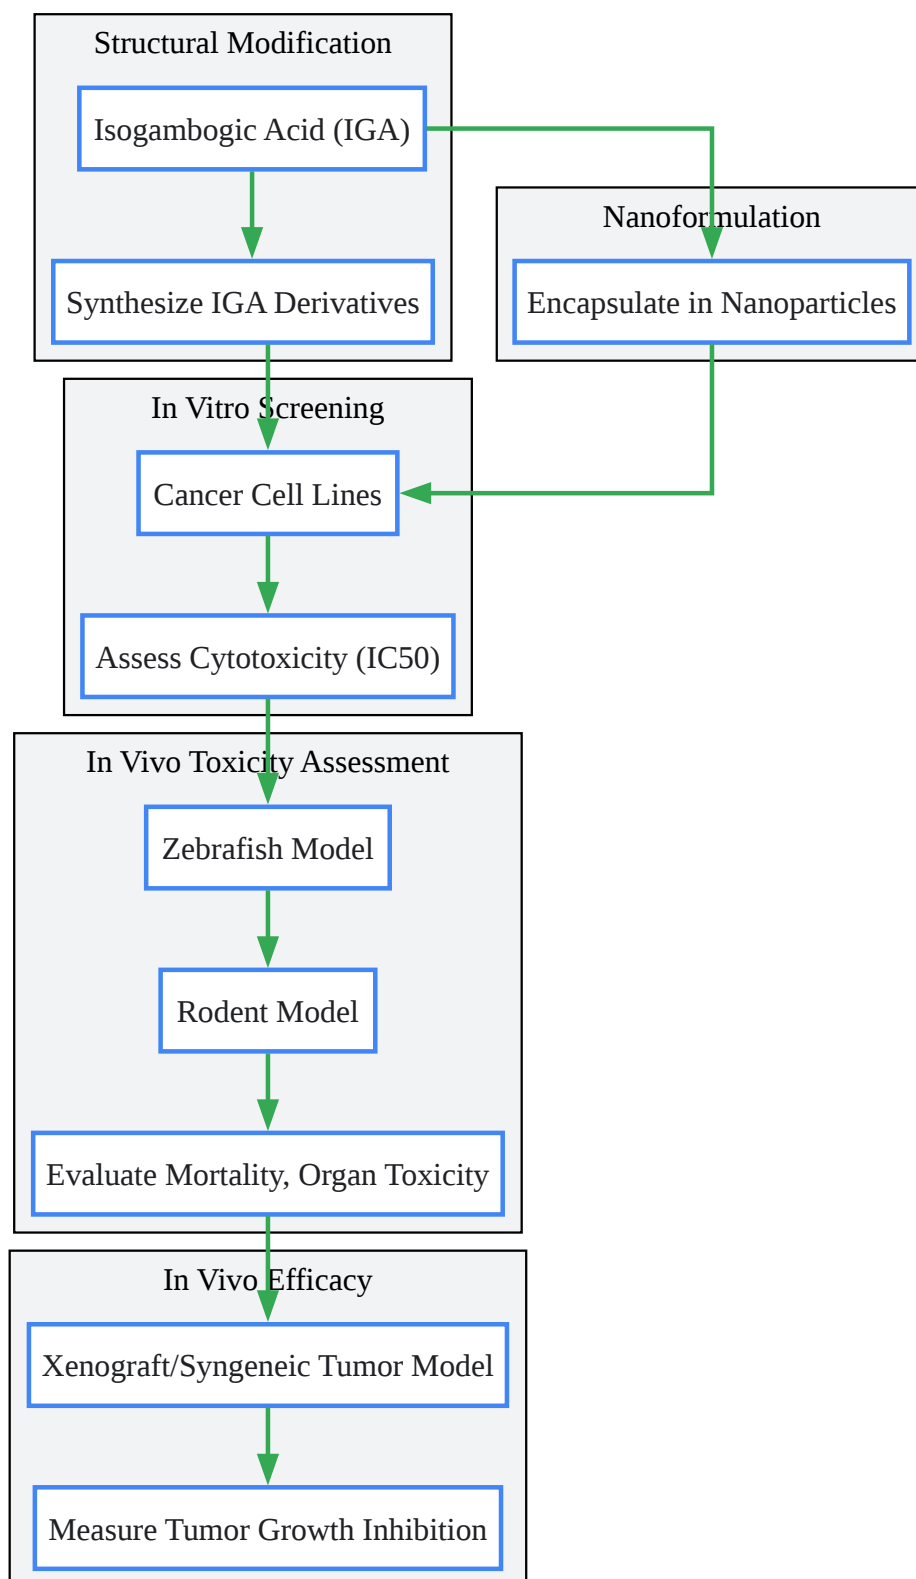 Structural Modification
Isogambogic Acid (IGA)
Nanoformulation
Synthesize IGA Derivatives
Encapsulate in Nanoparticles
In Vitro Screening
Cancer Cell Lines
Assess Cytotoxicity (IC50)
In Vivo Toxicity Assessment
Zebrafish Model
Rodent Model
Evaluate Mortality, Organ Toxicity
In Vivo Efficacy
Xenograft/Syngeneic Tumor Model
Measure Tumor Growth Inhibition